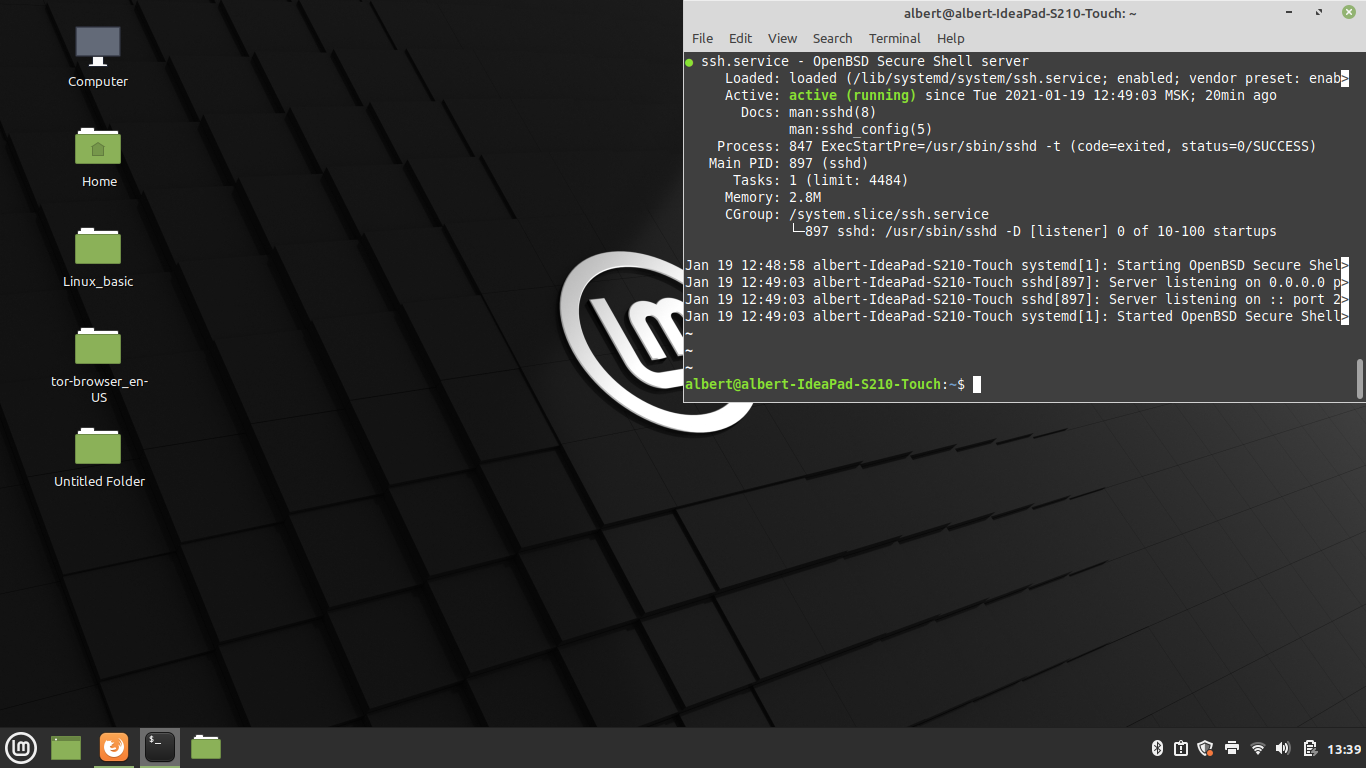 Computer
Home
Linux_basic
tor-browser_en-
US
Untitled Folder
albert@albert-IdeaPad-S210-Touch: ~
File Edit View Search Terminal Help
● ssh.service - OpenBSD Secure Shell server
Loaded: loaded (/lib/systemd/system/ssh.service; enabled; vendor preset: enab>
Active: active (running) since Tue 2021-01-19 12:49:03 MSK; 20min ago
Docs: man:sshd(8)
man:sshd_config(5)
Process: 847 ExecStartPre=/usr/sbin/sshd -t (code=exited, status=0/SUCCESS)
Main PID: 897 (sshd)
Tasks: 1 (limit: 4484)
Memory: 2.8M
CGroup: /system.slice/ssh.service
└─897 sshd: /usr/sbin/sshd -D [listener] 0 of 10-100 startups
Jan 19 12:48:58 albert-IdeaPad-S210-Touch systemd[1]: Starting OpenBSD Secure Shel>
Jan 19 12:49:03 albert-IdeaPad-S210-Touch sshd[897]: Server listening on 0.0.0.0 p>
Jan 19 12:49:03 albert-IdeaPad-S210-Touch sshd[897]: Server listening on :: port 2>
Jan 19 12:49:03 albert-IdeaPad-S210-Touch systemd[1]: Started OpenBSD Secure Shell>
~
~
~
albert@albert-IdeaPad-S210-Touch:~$
13:39